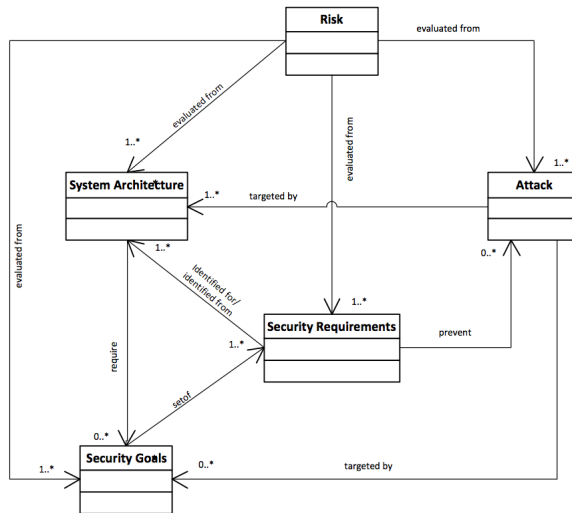 Risk
evaluated from
evaluated from
1..*
evaluated from
1..*
System Architecture
1..*
targeted by
Attack
evaluated from
1..*
Identified for/
identified from
0..*
1..*
Security Requirements
1..*
prevent
require
setof
0..*
Security Goals
1..*
0..*
targeted by